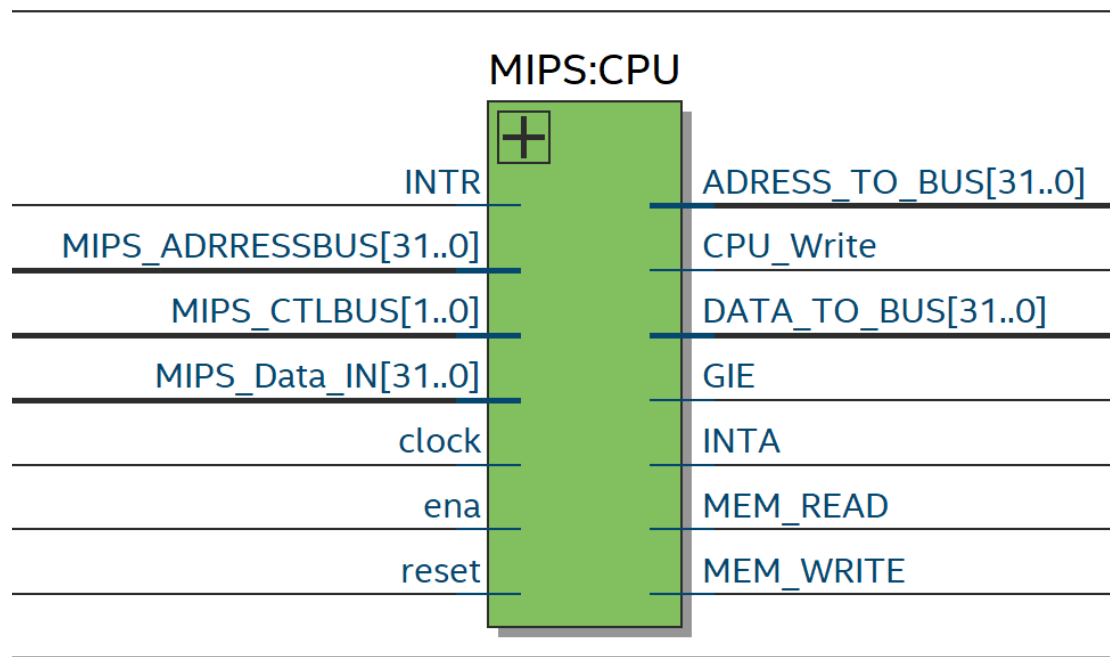 MIPS:CPU
INTR
MIPS_ADRRESSBUS[31..0]
MIPS_CTLBUS[1..0]
MIPS_Data_IN[31..0]
clock
ena
reset
ADRESS_TO_BUS[31..0]
CPU_Write
DATA_TO_BUS[31..0]
GIE
INTA
MEM_READ
MEM_WRITE